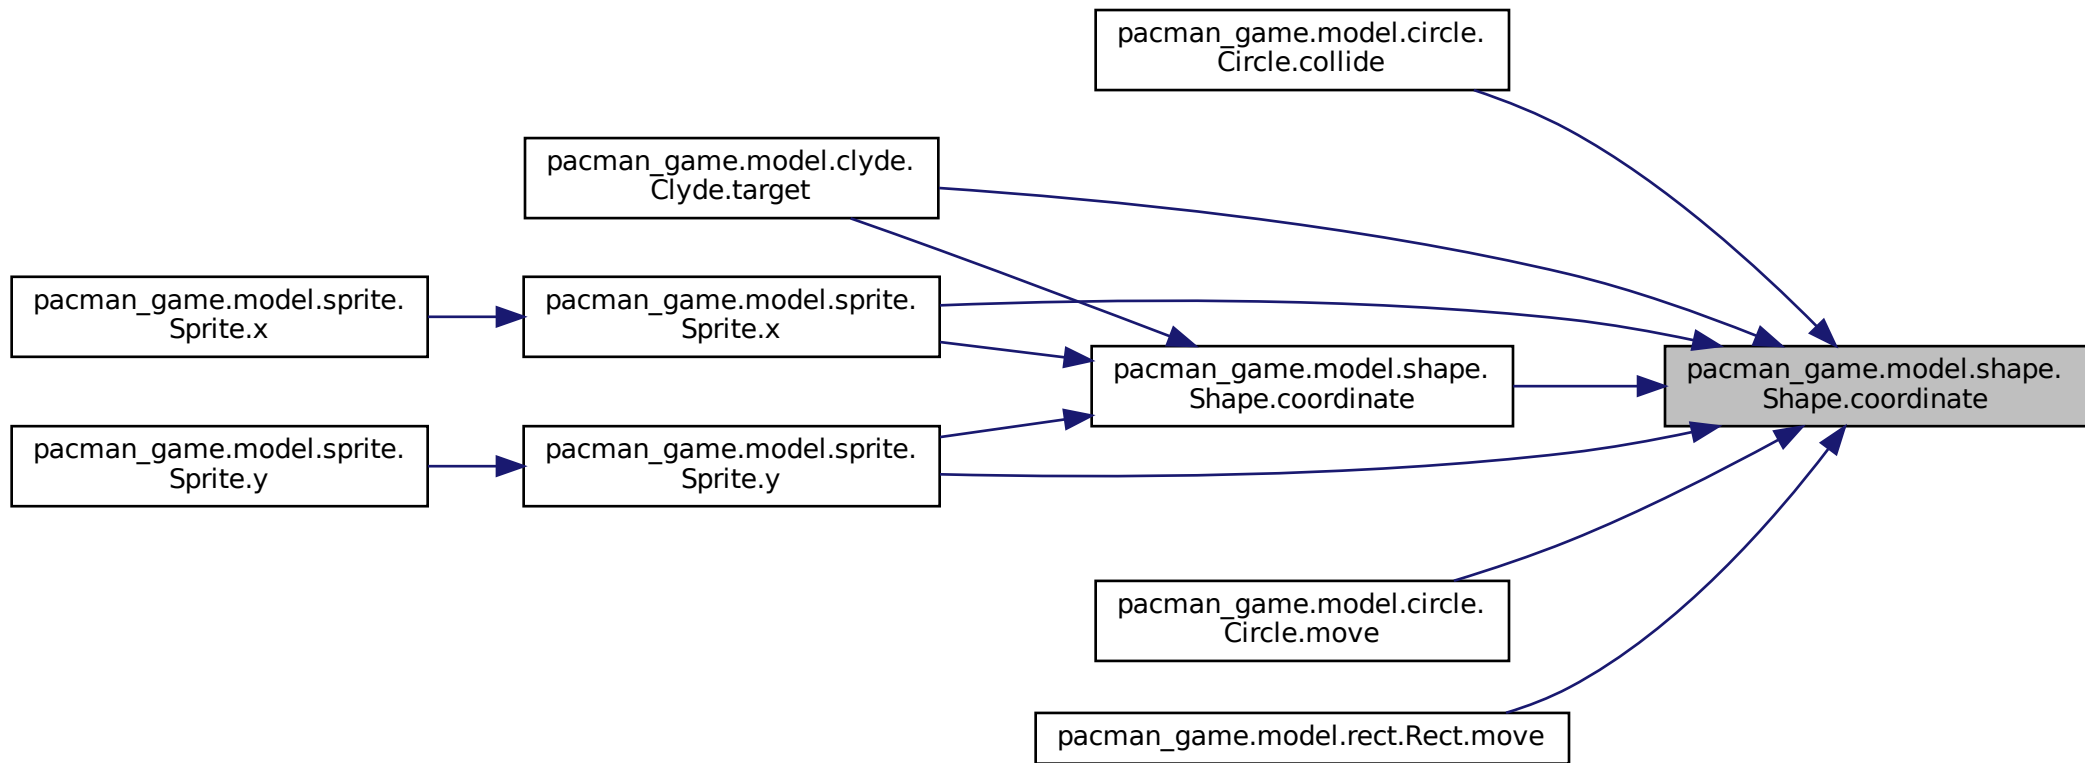 pacman_game.model.circle.
Circle.collide
pacman_game.model.clyde.
Clyde.target
pacman_game.model.sprite.
Sprite.x
pacman_game.model.sprite.
Sprite.x
pacman_game.model.shape.
Shape.coordinate
pacman_game.model.shape.
Shape.coordinate
pacman_game.model.sprite.
Sprite.y
pacman_game.model.sprite.
Sprite.y
pacman_game.model.circle.
Circle.move
pacman_game.model.rect.Rect.move